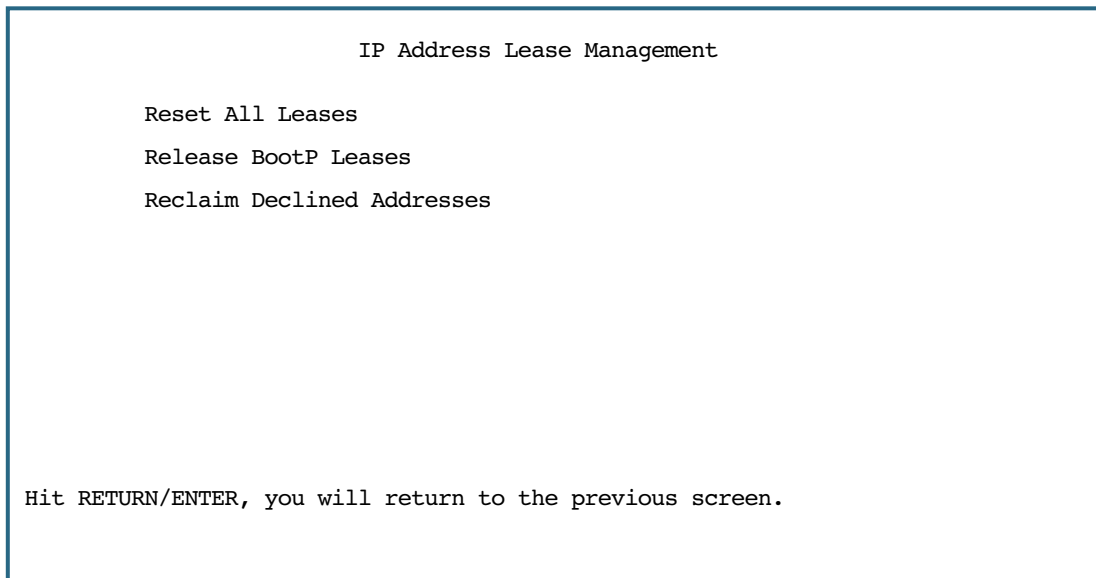 IP Address Lease Management
Reset All Leases
Release BootP Leases
Reclaim Declined Addresses
Hit RETURN/ENTER, you will return to the previous screen.